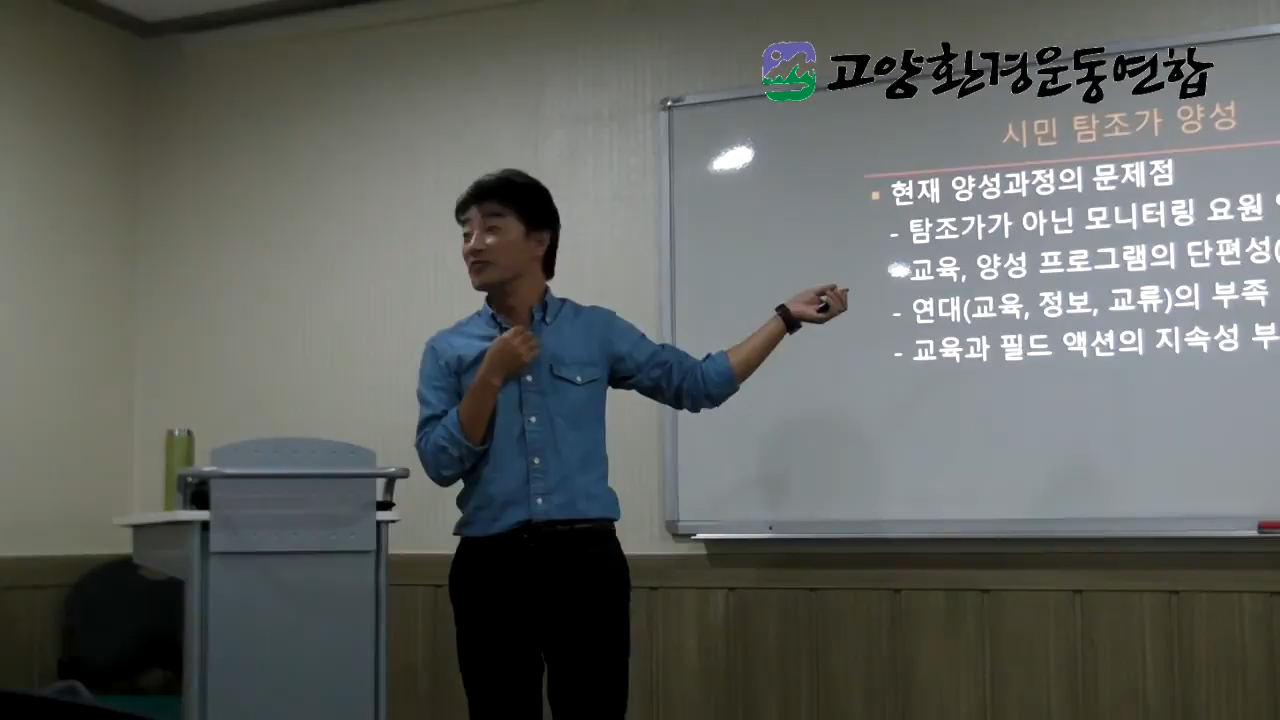 고양환경운동연합
시민 탐조가 양성
▪ 현재 양성과정의 문제점
- 탐조가가 아닌 모니터링 요원
- 교육, 양성 프로그램의 단편성(
- 연대(교육, 정보, 교류)의 부족
- 교육과 필드 액션의 지속성